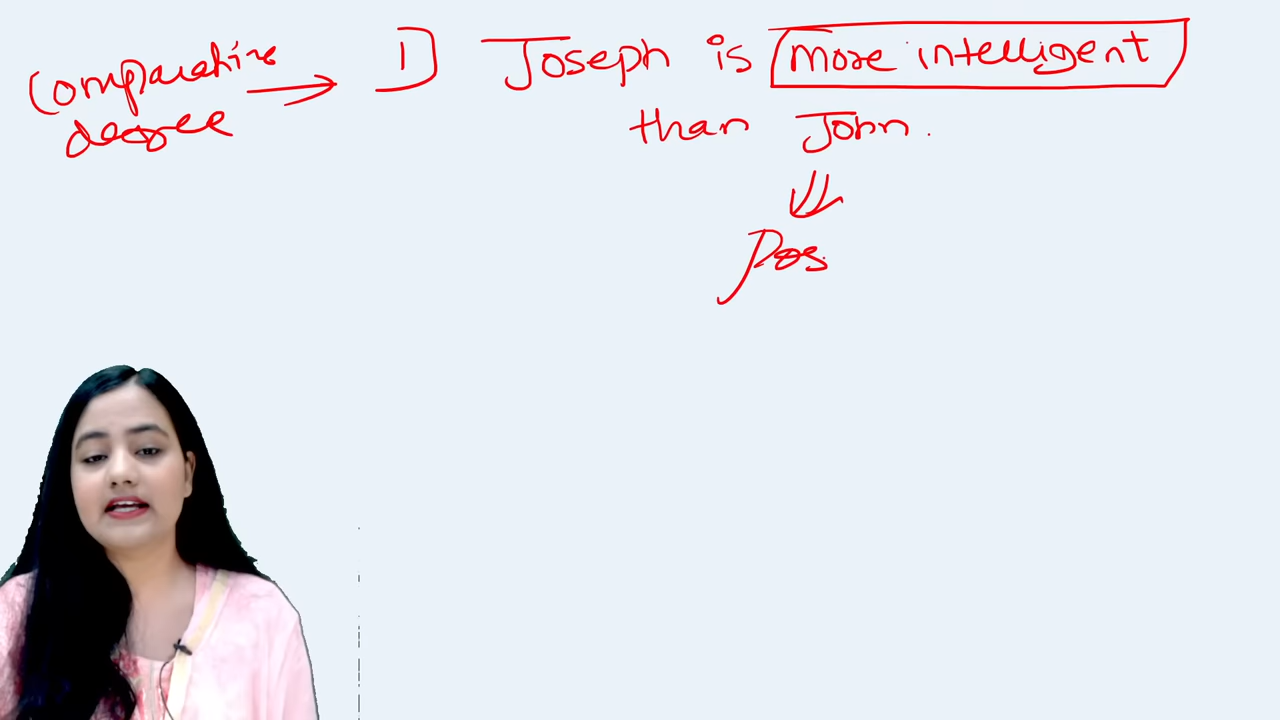 Comparative degree → 1) Joseph is more intelligent
than John.
Pos